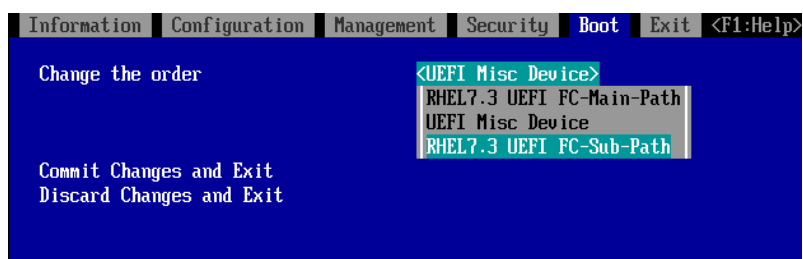 Information Configuration Management Security Boot Exit <F1:Help>
Change the order <UEFI Misc Device>
RHEL7.3 UEFI FC-Main-Path
UEFI Misc Device
RHEL7.3 UEFI FC-Sub-Path
Commit Changes and Exit
Discard Changes and Exit